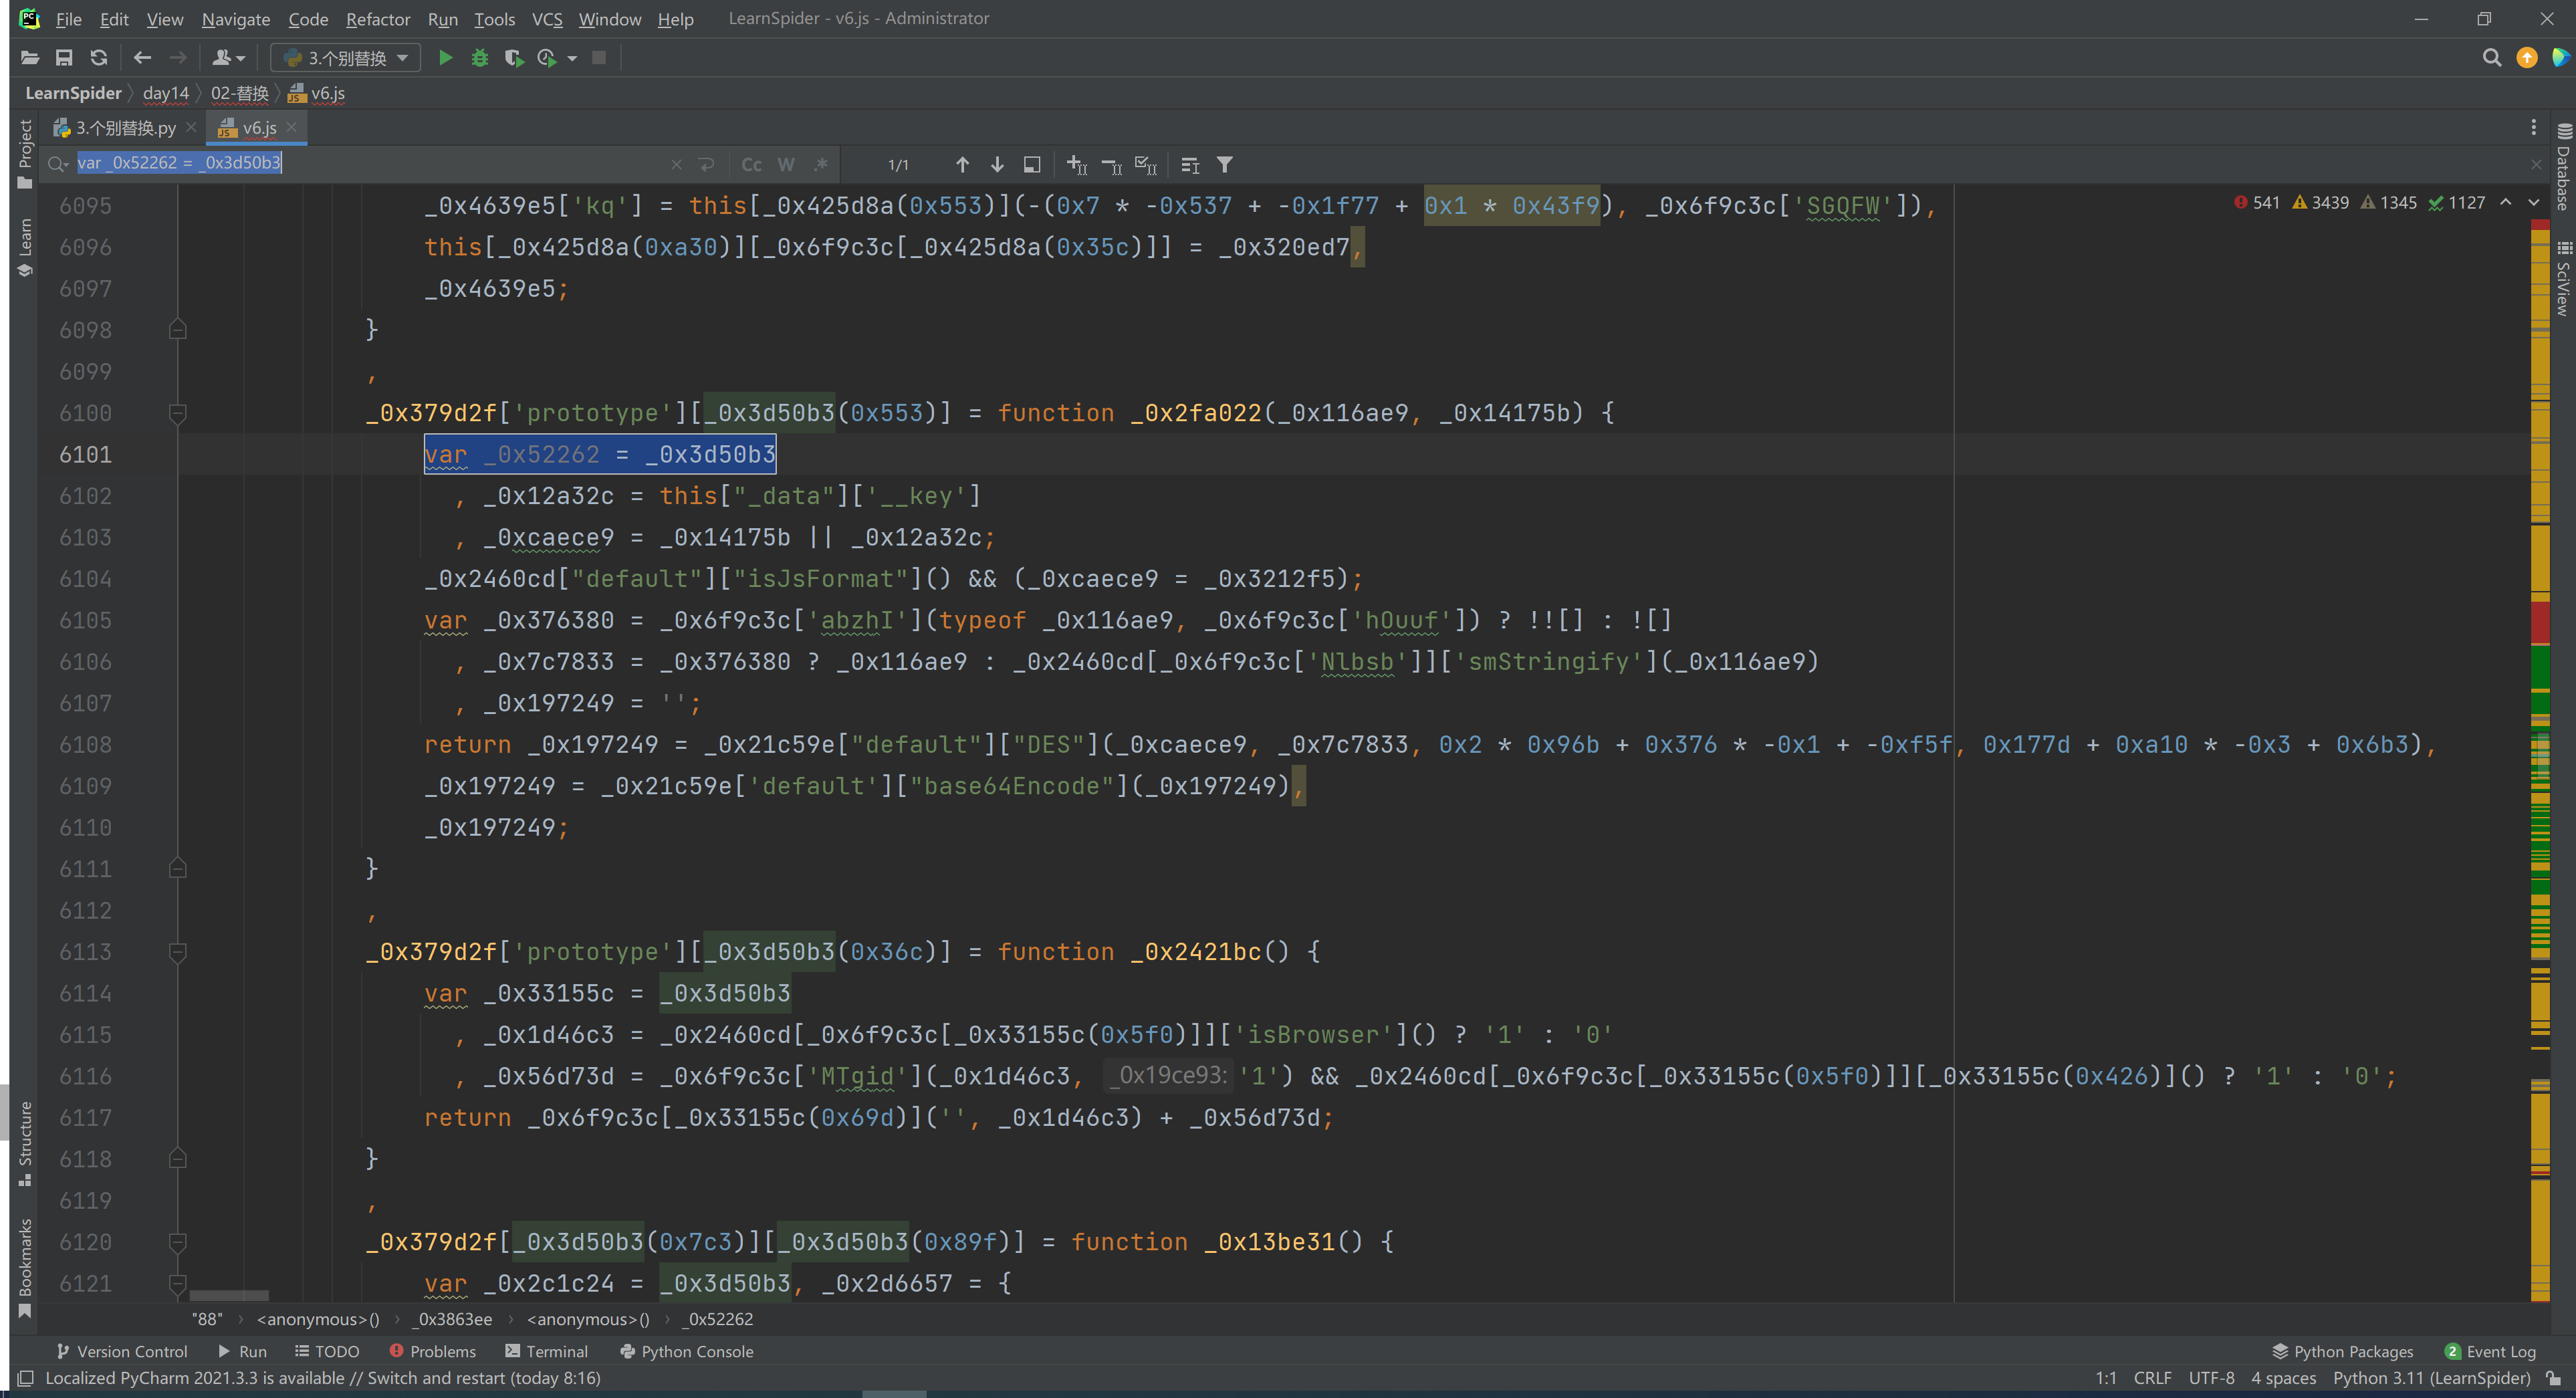 File Edit View Navigate Code Refactor Run Tools VCS Window Help LearnSpider - v6.js - Administrator
3.个别替换
LearnSpider day14 02-替换 v6.js
3.个别替换.py v6.js
var _0x52262 = _0x3d50b3 Cc W .* 1/1
541 3439 1345 1127
6095 _0x4639e5['kq'] = this[_0x425d8a(0x553)](-(0x7 * -0x537 + -0x1f77 + 0x1 * 0x43f9), _0x6f9c3c['SGQFW']),
6096 this[_0x425d8a(0xa30)][_0x6f9c3c[_0x425d8a(0x35c)]] = _0x320ed7,
6097 _0x4639e5;
6098 }
6099 ,
6100 _0x379d2f['prototype'][_0x3d50b3(0x553)] = function _0x2fa022(_0x116ae9, _0x14175b) {
6101 var _0x52262 = _0x3d50b3
6102 , _0x12a32c = this["_data"]['__key']
6103 , _0xcaece9 = _0x14175b || _0x12a32c;
6104 _0x2460cd["default"]["isJsFormat"]() && (_0xcaece9 = _0x3212f5);
6105 var _0x376380 = _0x6f9c3c['abzhI'](typeof _0x116ae9, _0x6f9c3c['hOuuf']) ? !![] : ![]
6106 , _0x7c7833 = _0x376380 ? _0x116ae9 : _0x2460cd[_0x6f9c3c['Nlbsb']]['smStringify'](_0x116ae9)
6107 , _0x197249 = '';
6108 return _0x197249 = _0x21c59e["default"]["DES"](_0xcaece9, _0x7c7833, 0x2 * 0x96b + 0x376 * -0x1 + -0xf5f, 0x177d + 0xa10 * -0x3 + 0x6b3),
6109 _0x197249 = _0x21c59e['default']["base64Encode"](_0x197249),
6110 _0x197249;
6111 }
6112 ,
6113 _0x379d2f['prototype'][_0x3d50b3(0x36c)] = function _0x2421bc() {
6114 var _0x33155c = _0x3d50b3
6115 , _0x1d46c3 = _0x2460cd[_0x6f9c3c[_0x33155c(0x5f0)]]['isBrowser']() ? '1' : '0'
6116 , _0x56d73d = _0x6f9c3c['MTgid'](_0x1d46c3, _0x19ce93: '1') && _0x2460cd[_0x6f9c3c[_0x33155c(0x5f0)]][_0x33155c(0x426)]() ? '1' : '0';
6117 return _0x6f9c3c[_0x33155c(0x69d)]('', _0x1d46c3) + _0x56d73d;
6118 }
6119 ,
6120 _0x379d2f[_0x3d50b3(0x7c3)][_0x3d50b3(0x89f)] = function _0x13be31() {
6121 var _0x2c1c24 = _0x3d50b3, _0x2d6657 = {
Project
Learn
Structure
Bookmarks
Database
SciView
"88" <anonymous>() _0x3863ee <anonymous>() _0x52262
Version Control Run TODO Problems Terminal Python Console Python Packages 2 Event Log
Localized PyCharm 2021.3.3 is available // Switch and restart (today 8:16) 1:1 CRLF UTF-8 4 spaces Python 3.11 (LearnSpider)